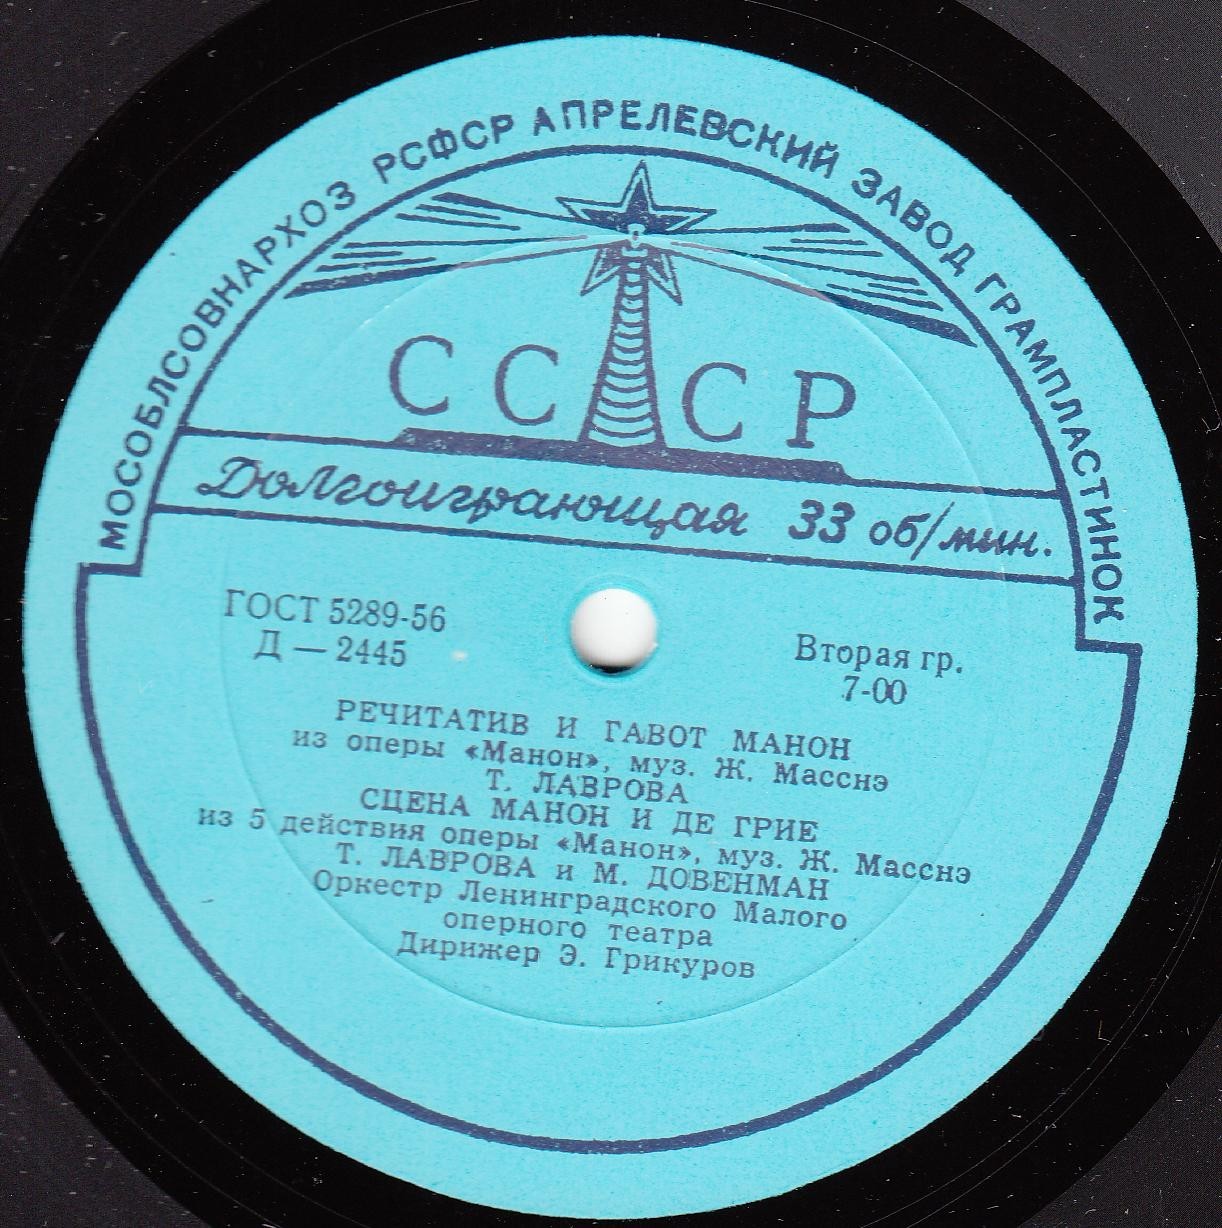 МОСОБЛСОВНАРХОЗ РСФСР АПРЕЛЕВСКИЙ ЗАВОД ГРАМПЛАСТИНОК
СССР
Долгоиграющая 33 об/мин.
ГОСТ 5289-56
Д — 2445
Вторая гр.
7-00
РЕЧИТАТИВ И ГАВОТ МАНОН
из оперы «Манон», муз. Ж. Масснэ
Т. ЛАВРОВА
СЦЕНА МАНОН И ДЕ ГРИЕ
из 5 действия оперы «Манон», муз. Ж. Масснэ
Т. ЛАВРОВА и М. ДОВЕНМАН
Оркестр Ленинградского Малого
оперного театра
Дирижер Э. Грикуров